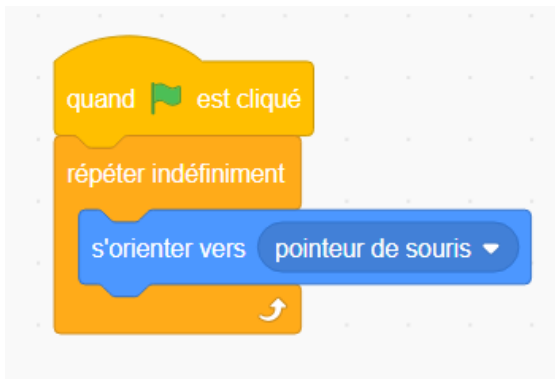 quand est cliqué
répéter indéfiniment
s'orienter vers pointeur de souris